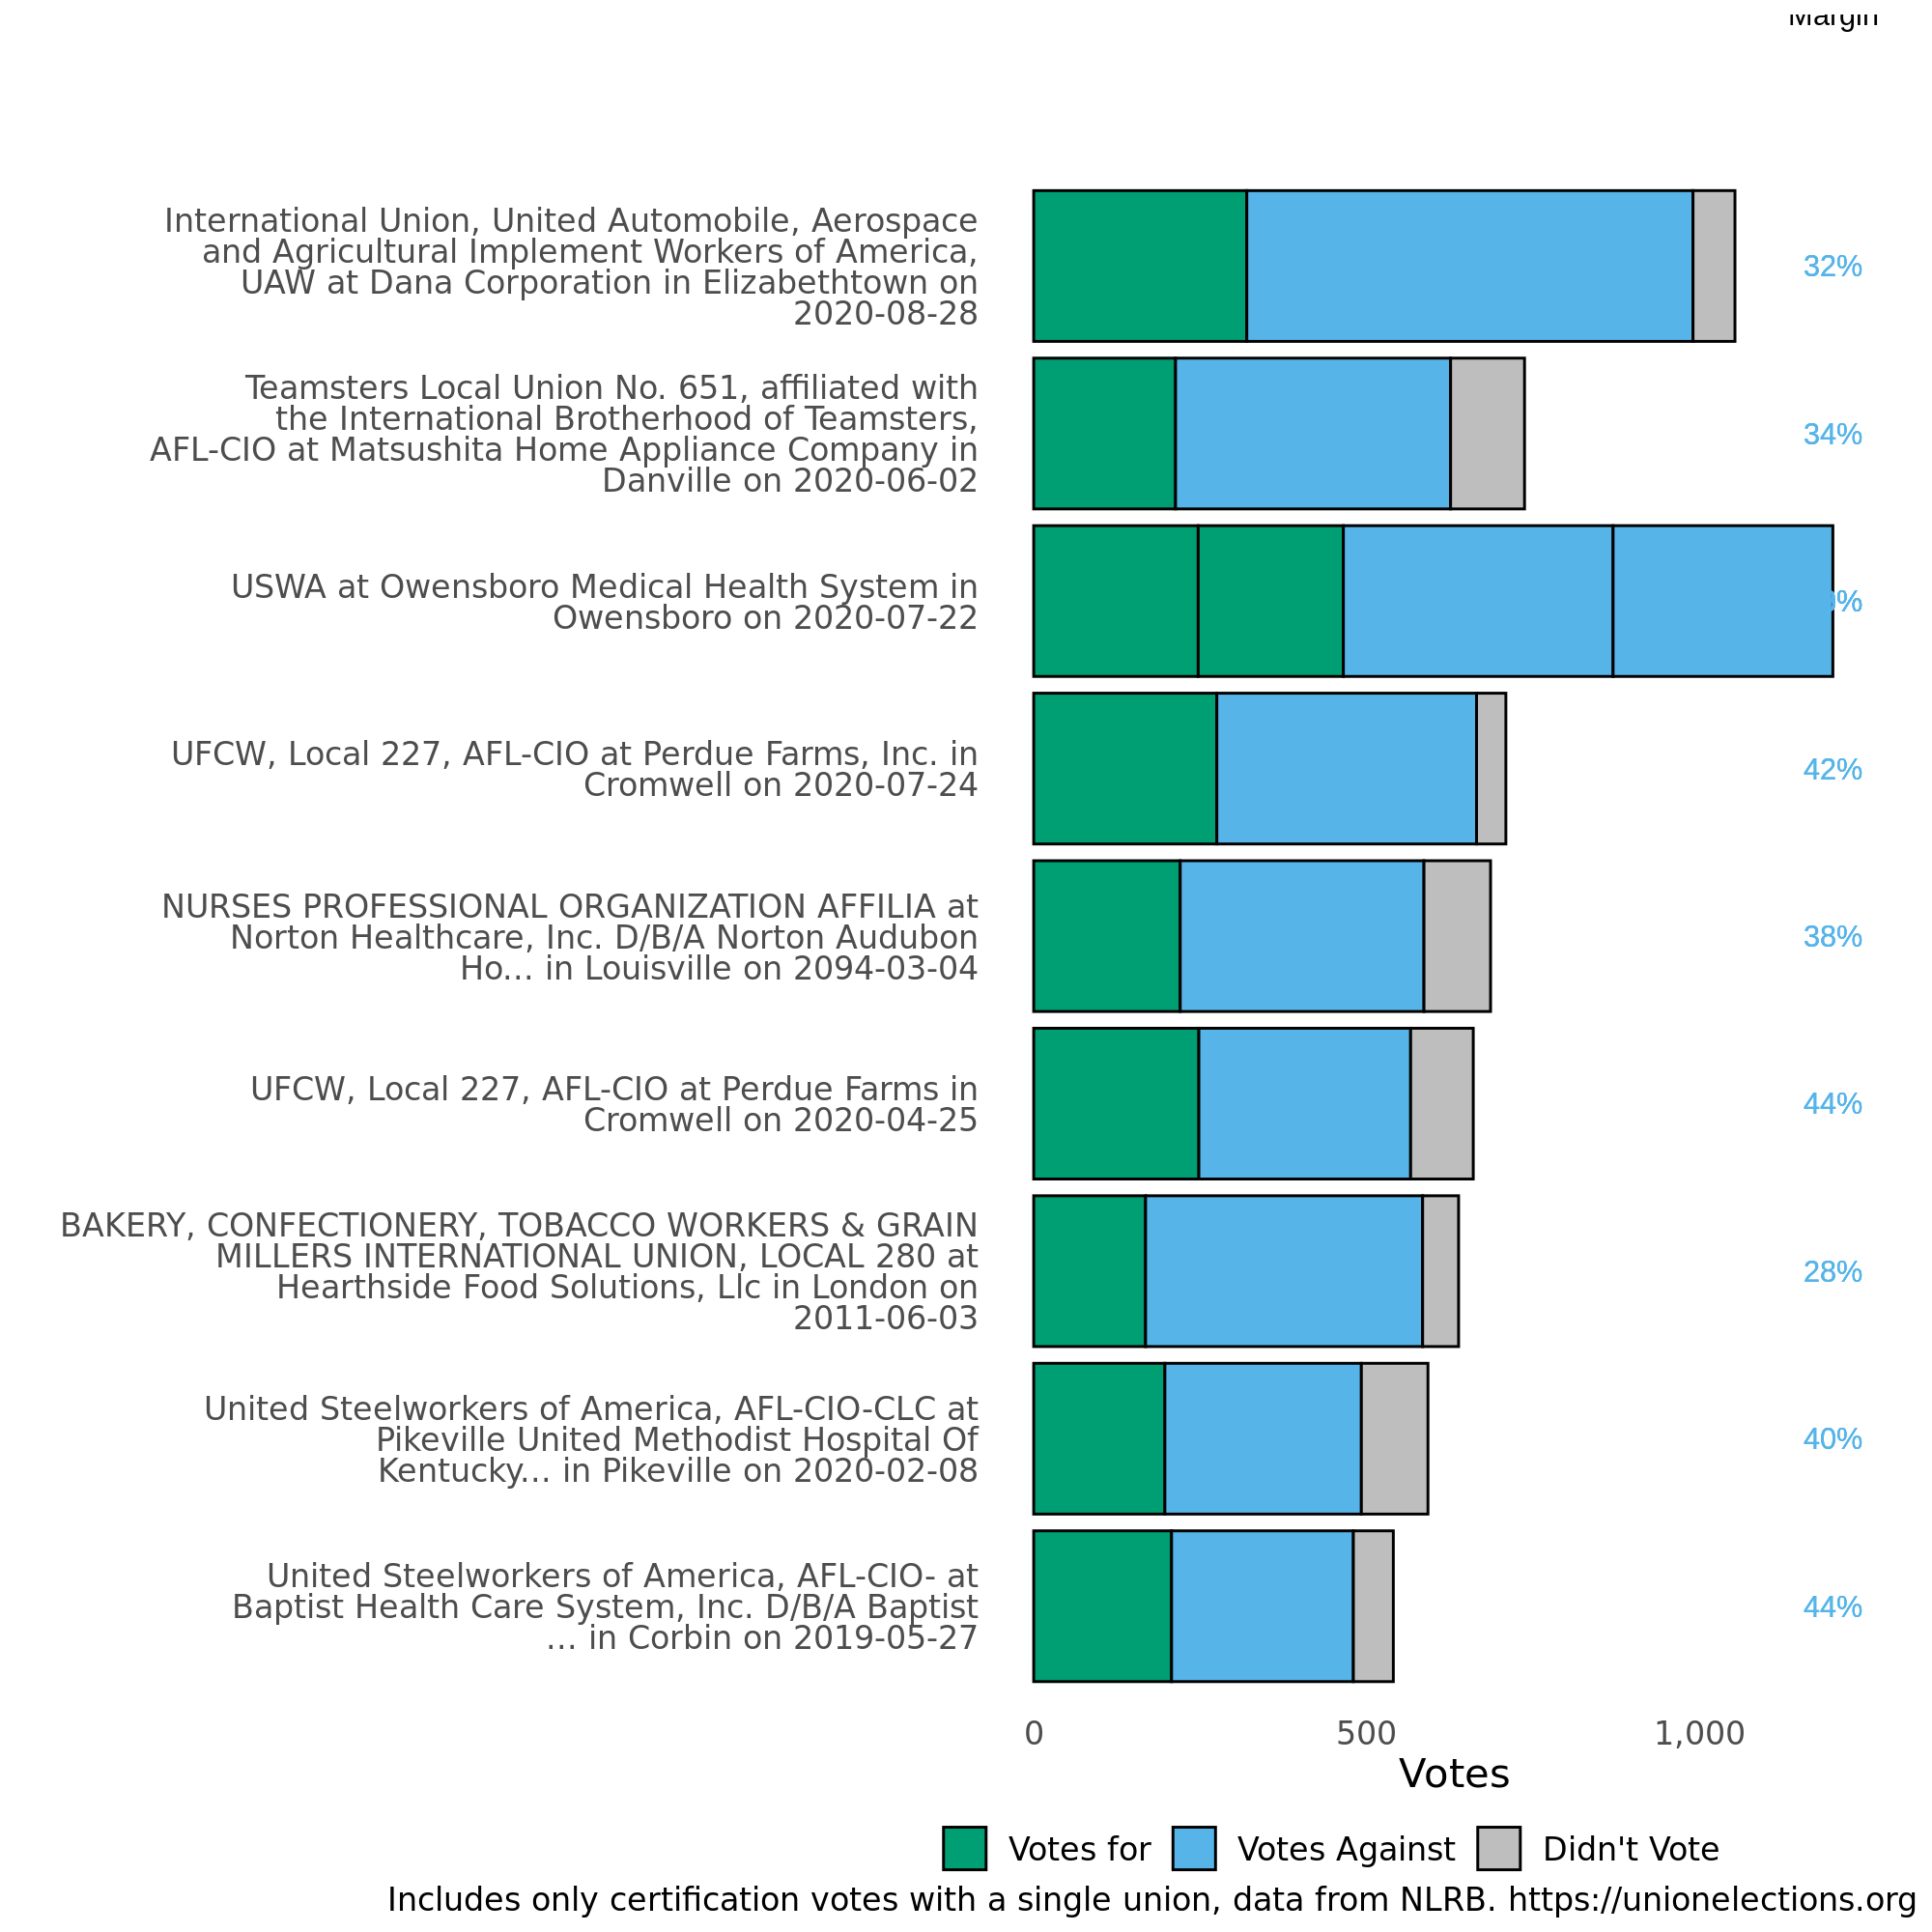 Margin
International Union, United Automobile, Aerospace
and Agricultural Implement Workers of America,
UAW at Dana Corporation in Elizabethtown on
2020-08-28
32%
Teamsters Local Union No. 651, affiliated with
the International Brotherhood of Teamsters,
AFL-CIO at Matsushita Home Appliance Company in
Danville on 2020-06-02
34%
USWA at Owensboro Medical Health System in
Owensboro on 2020-07-22
UFCW, Local 227, AFL-CIO at Perdue Farms, Inc. in
Cromwell on 2020-07-24
42%
NURSES PROFESSIONAL ORGANIZATION AFFILIA at
Norton Healthcare, Inc. D/B/A Norton Audubon
Ho... in Louisville on 2094-03-04
38%
UFCW, Local 227, AFL-CIO at Perdue Farms in
Cromwell on 2020-04-25
44%
BAKERY, CONFECTIONERY, TOBACCO WORKERS & GRAIN
MILLERS INTERNATIONAL UNION, LOCAL 280 at
Hearthside Food Solutions, Llc in London on
2011-06-03
28%
United Steelworkers of America, AFL-CIO-CLC at
Pikeville United Methodist Hospital Of
Kentucky... in Pikeville on 2020-02-08
40%
United Steelworkers of America, AFL-CIO- at
Baptist Health Care System, Inc. D/B/A Baptist
... in Corbin on 2019-05-27
44%
0 500 1,000
Votes
Votes for Votes Against Didn't Vote
Includes only certification votes with a single union, data from NLRB. https://unionelections.org